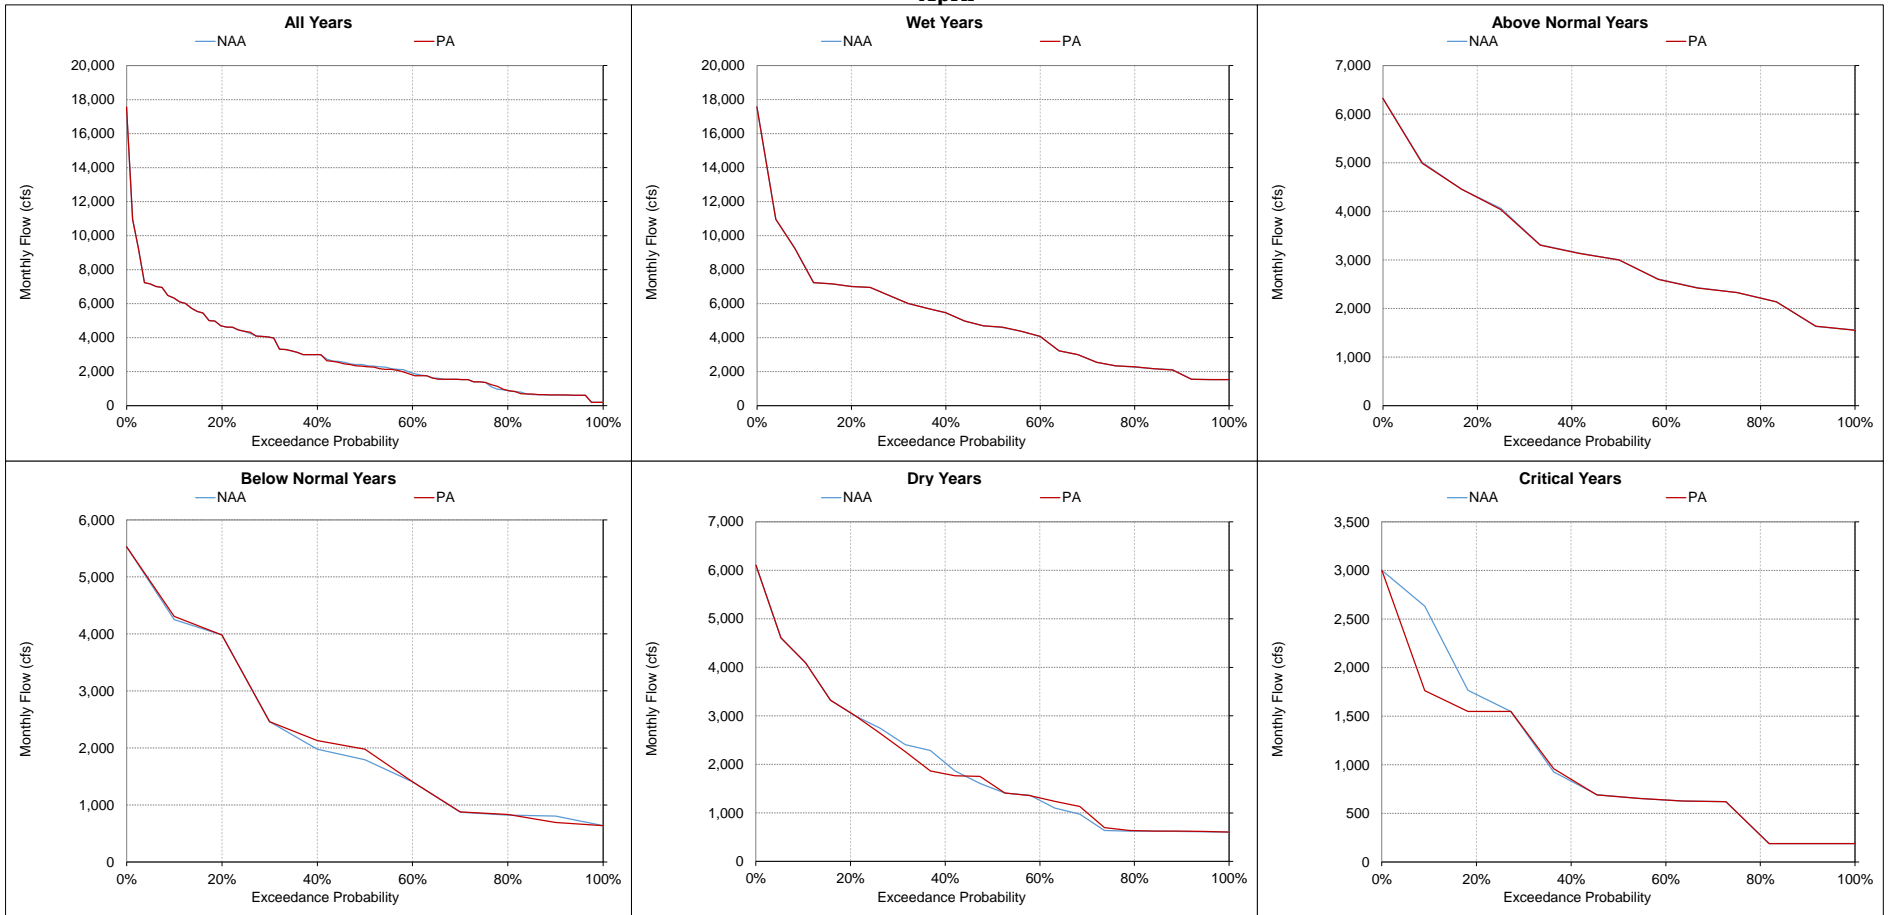 All Years
NAA PA
20,000
18,000
16,000
14,000
12,000
10,000
8,000
6,000
4,000
2,000
0
0% 20% 40% 60% 80% 100%
Monthly Flow (cfs)
Exceedance Probability
Wet Years
NAA PA
20,000
18,000
16,000
14,000
12,000
10,000
8,000
6,000
4,000
2,000
0
0% 20% 40% 60% 80% 100%
Monthly Flow (cfs)
Exceedance Probability
Above Normal Years
NAA PA
7,000
6,000
5,000
4,000
3,000
2,000
1,000
0
0% 20% 40% 60% 80% 100%
Monthly Flow (cfs)
Exceedance Probability
Below Normal Years
NAA PA
6,000
5,000
4,000
3,000
2,000
1,000
0
0% 20% 40% 60% 80% 100%
Monthly Flow (cfs)
Exceedance Probability
Dry Years
NAA PA
7,000
6,000
5,000
4,000
3,000
2,000
1,000
0
0% 20% 40% 60% 80% 100%
Monthly Flow (cfs)
Exceedance Probability
Critical Years
NAA PA
3,500
3,000
2,500
2,000
1,500
1,000
500
0
0% 20% 40% 60% 80% 100%
Monthly Flow (cfs)
Exceedance Probability